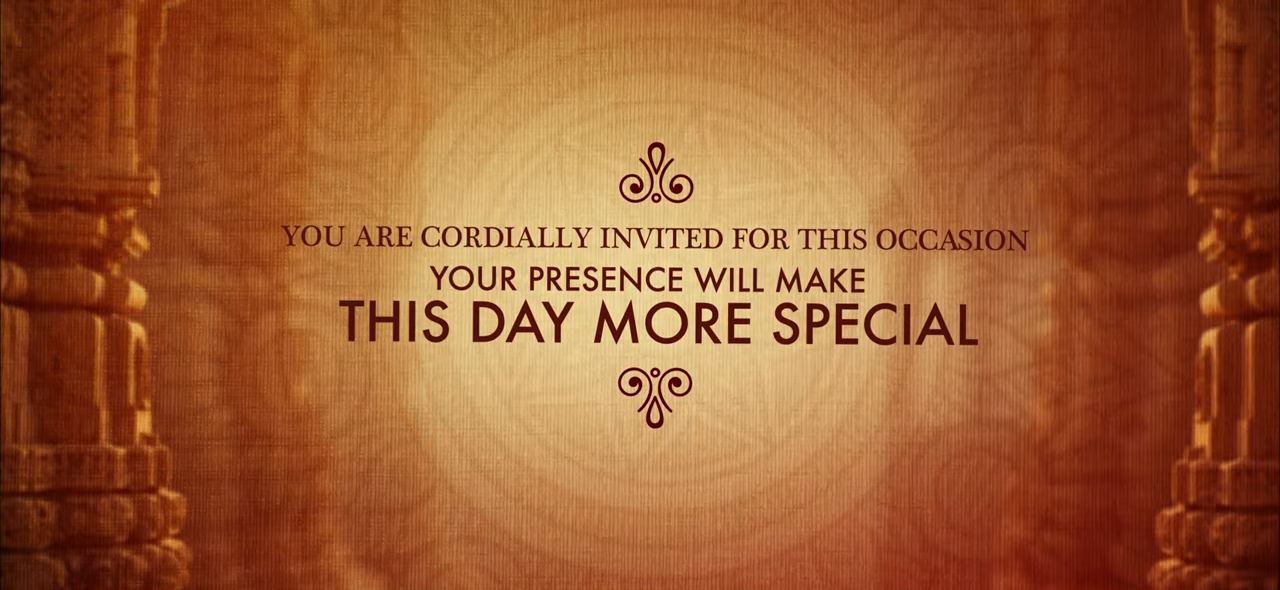 YOU ARE CORDIALLY INVITED FOR THIS OCCASION
YOUR PRESENCE WILL MAKE
THIS DAY MORE SPECIAL